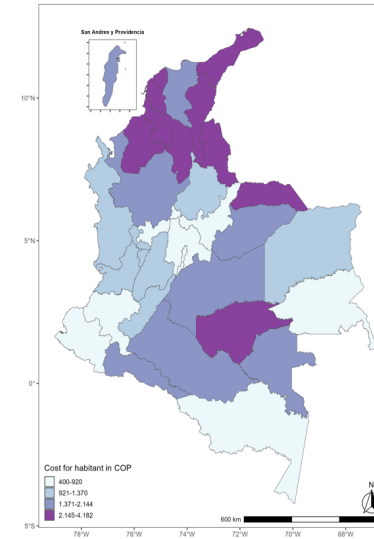 San Andres y Providencia
10°N
5°N
0°
5°S
Cost for habitant in COP
400-920
921-1.370
1.371-2.144
2.145-4.182
N
600 km
78°W
76°W
74°W
72°W
70°W
68°W